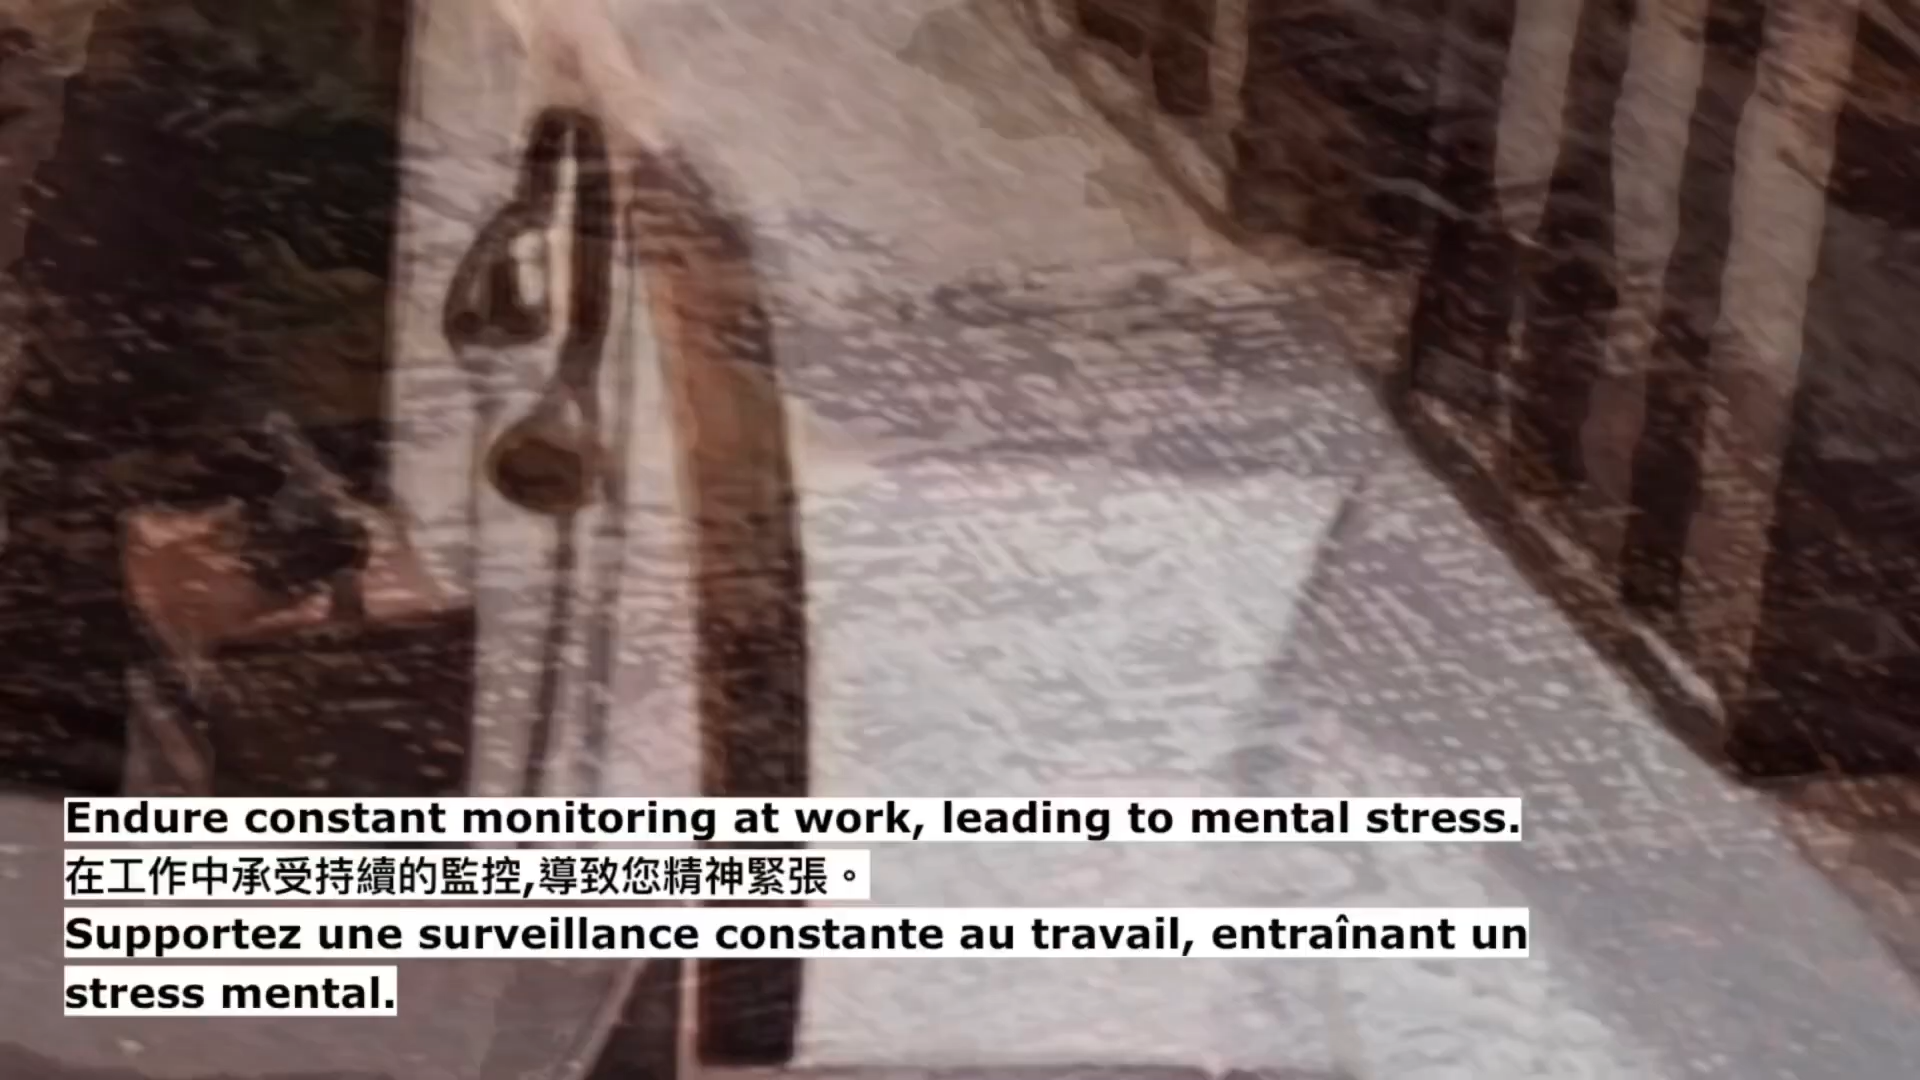 Endure constant monitoring at work, leading to mental stress.
在工作中承受持續的監控,導致您精神緊張。
Supportez une surveillance constante au travail, entraînant un
stress mental.